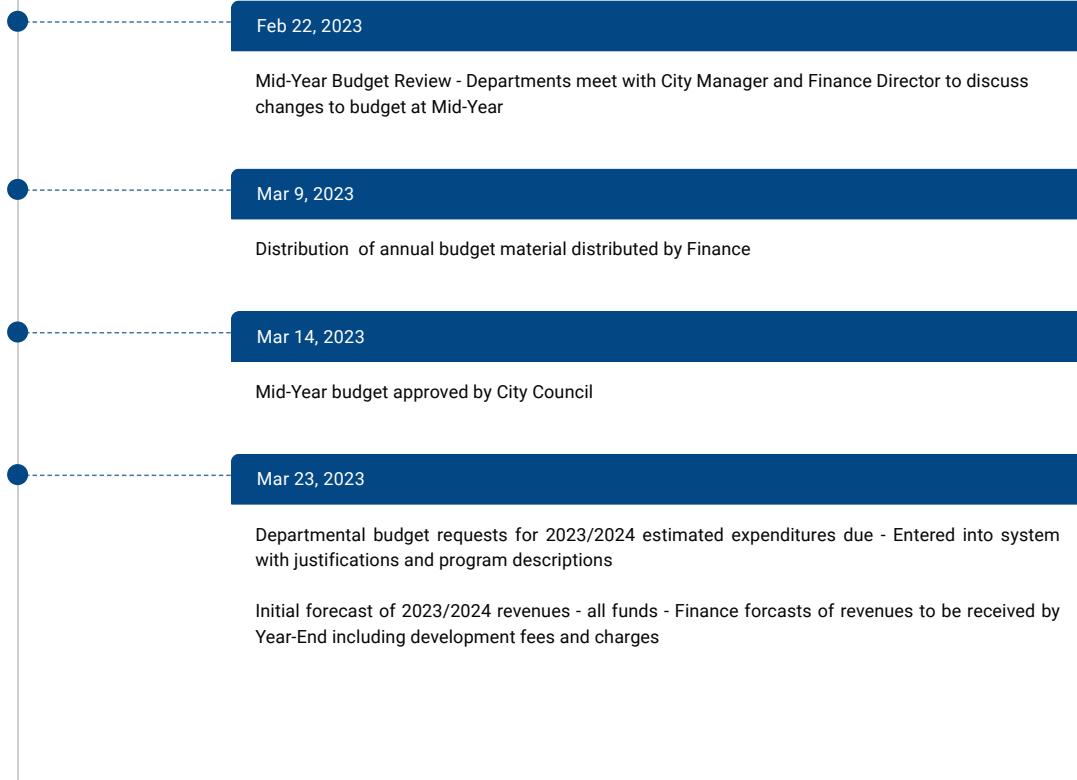 Feb 22, 2023
Mid-Year Budget Review - Departments meet with City Manager and Finance Director to discuss
changes to budget at Mid-Year
Mar 9, 2023
Distribution  of annual budget material distributed by Finance
Mar 14, 2023
Mid-Year budget approved by City Council
Mar 23, 2023
Departmental budget requests for 2023/2024 estimated expenditures due - Entered into system
with justifications and program descriptions
Initial forecast of 2023/2024 revenues - all funds - Finance forcasts of revenues to be received by
Year-End including development fees and charges